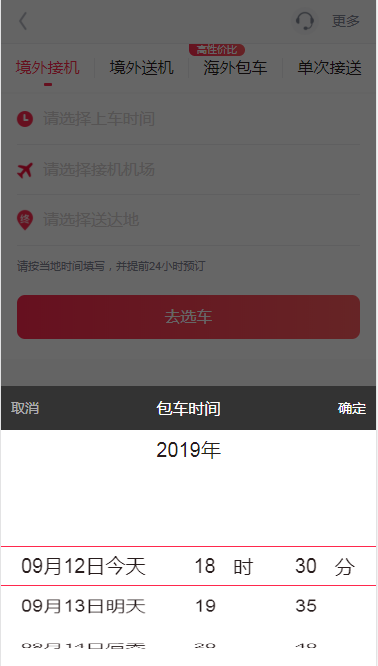 更多
高性价比
境外接机 境外送机 海外包车 单次接送
请选择上车时间
请选择接机机场
终 请选择送达地
请按当地时间填写，并提前24小时预订
去选车
取消 包车时间 确定
2019年
09月12日今天 18 时 30 分
09月13日明天 19 35